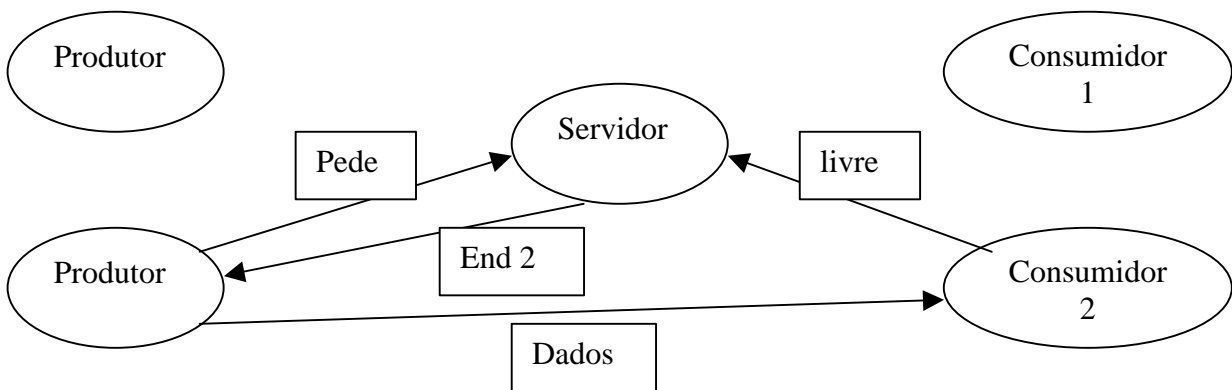 Produtor
Consumidor
1
Servidor
Pede
livre
End 2
Produtor
Consumidor
2
Dados